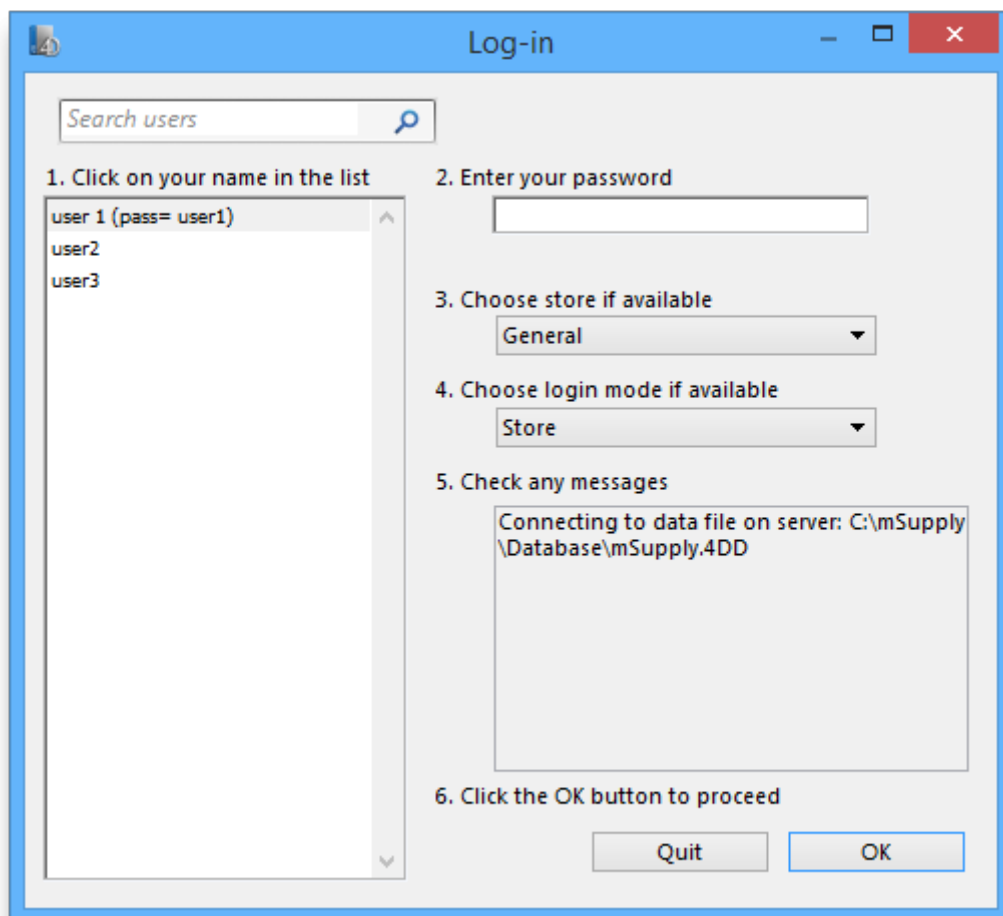 Log-in
Search users
1. Click on your name in the list
user 1 (pass= user1)
user2
user3
2. Enter your password
3. Choose store if available
General
4. Choose login mode if available
Store
5. Check any messages
Connecting to data file on server: C:\mSupply
\Database\mSupply.4DD
6. Click the OK button to proceed
Quit
OK